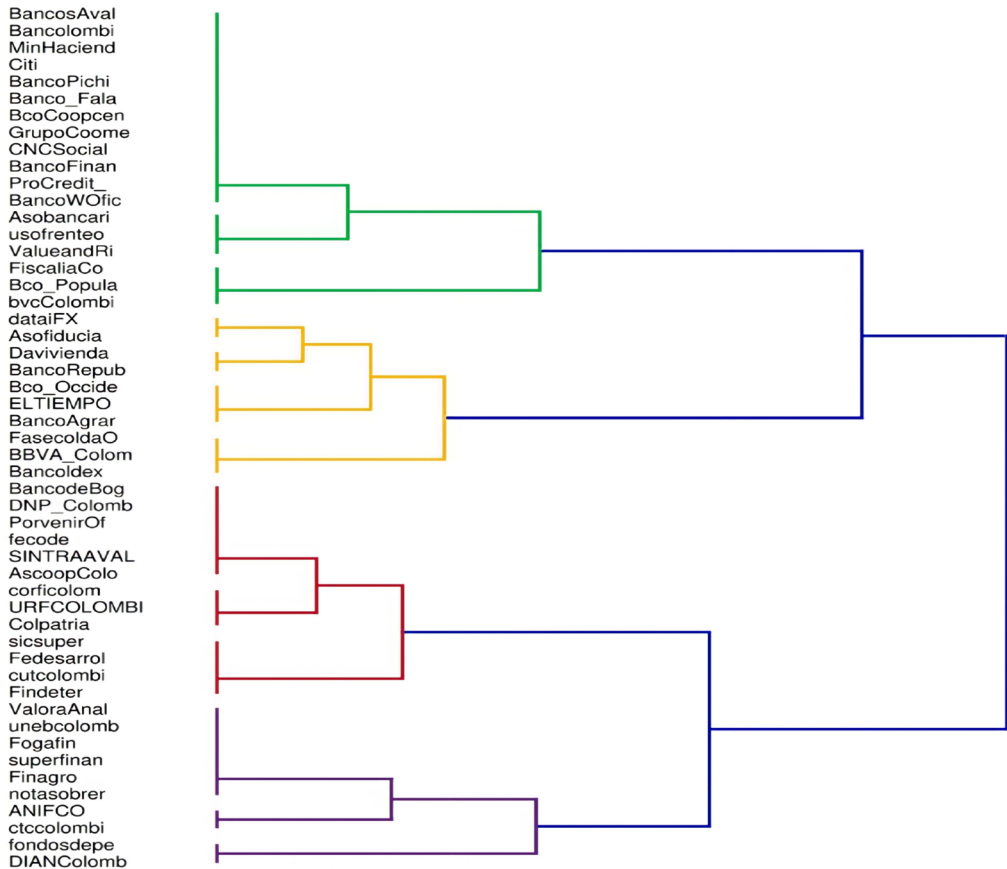 BancosAval
Bancolombi
MinHaciend
Citi
BancoPichi
Banco_Fala
BcoCoopcen
GrupoCoome
CNCSocial
BancoFinan
ProCredit_
BancoWOfic
Asobancari
usofrenteo
ValueandRi
FiscaliaCo
Bco_Popula
bvcColombi
dataiFX
Asofiducia
Davivienda
BancoRepub
Bco_Occide
ELTIEMPO
BancoAgrar
FasecoldaO
BBVA_Colom
Bancoldex
BancodeBog
DNP_Colomb
PorvenirOf
fecode
SINTRAAVAL
AscoopColo
corficolom
URFCOLOMBI
Colpatria
sicsuper
Fedesarrol
cutcolombi
Findeter
ValoraAnal
unebcolomb
Fogafin
superfinan
Finagro
notasobrer
ANIFCO
ctccolombi
fondosdepe
DIANColomb